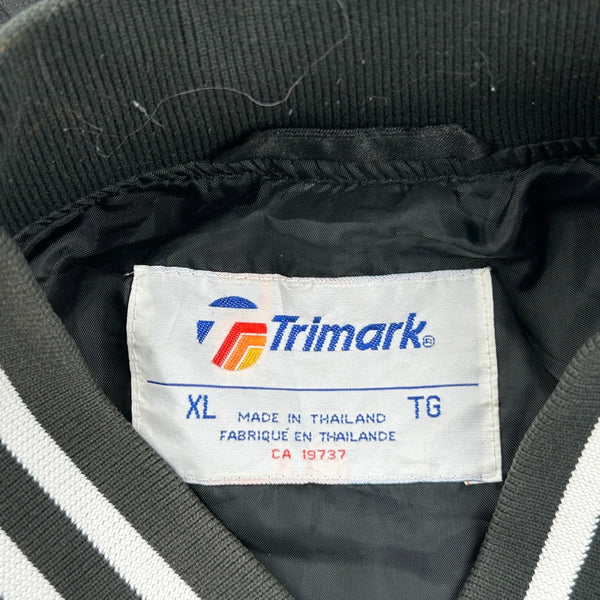 Trimark®
XL TG
MADE IN THAILAND
FABRIQUÉ EN THAILANDE
CA 19737